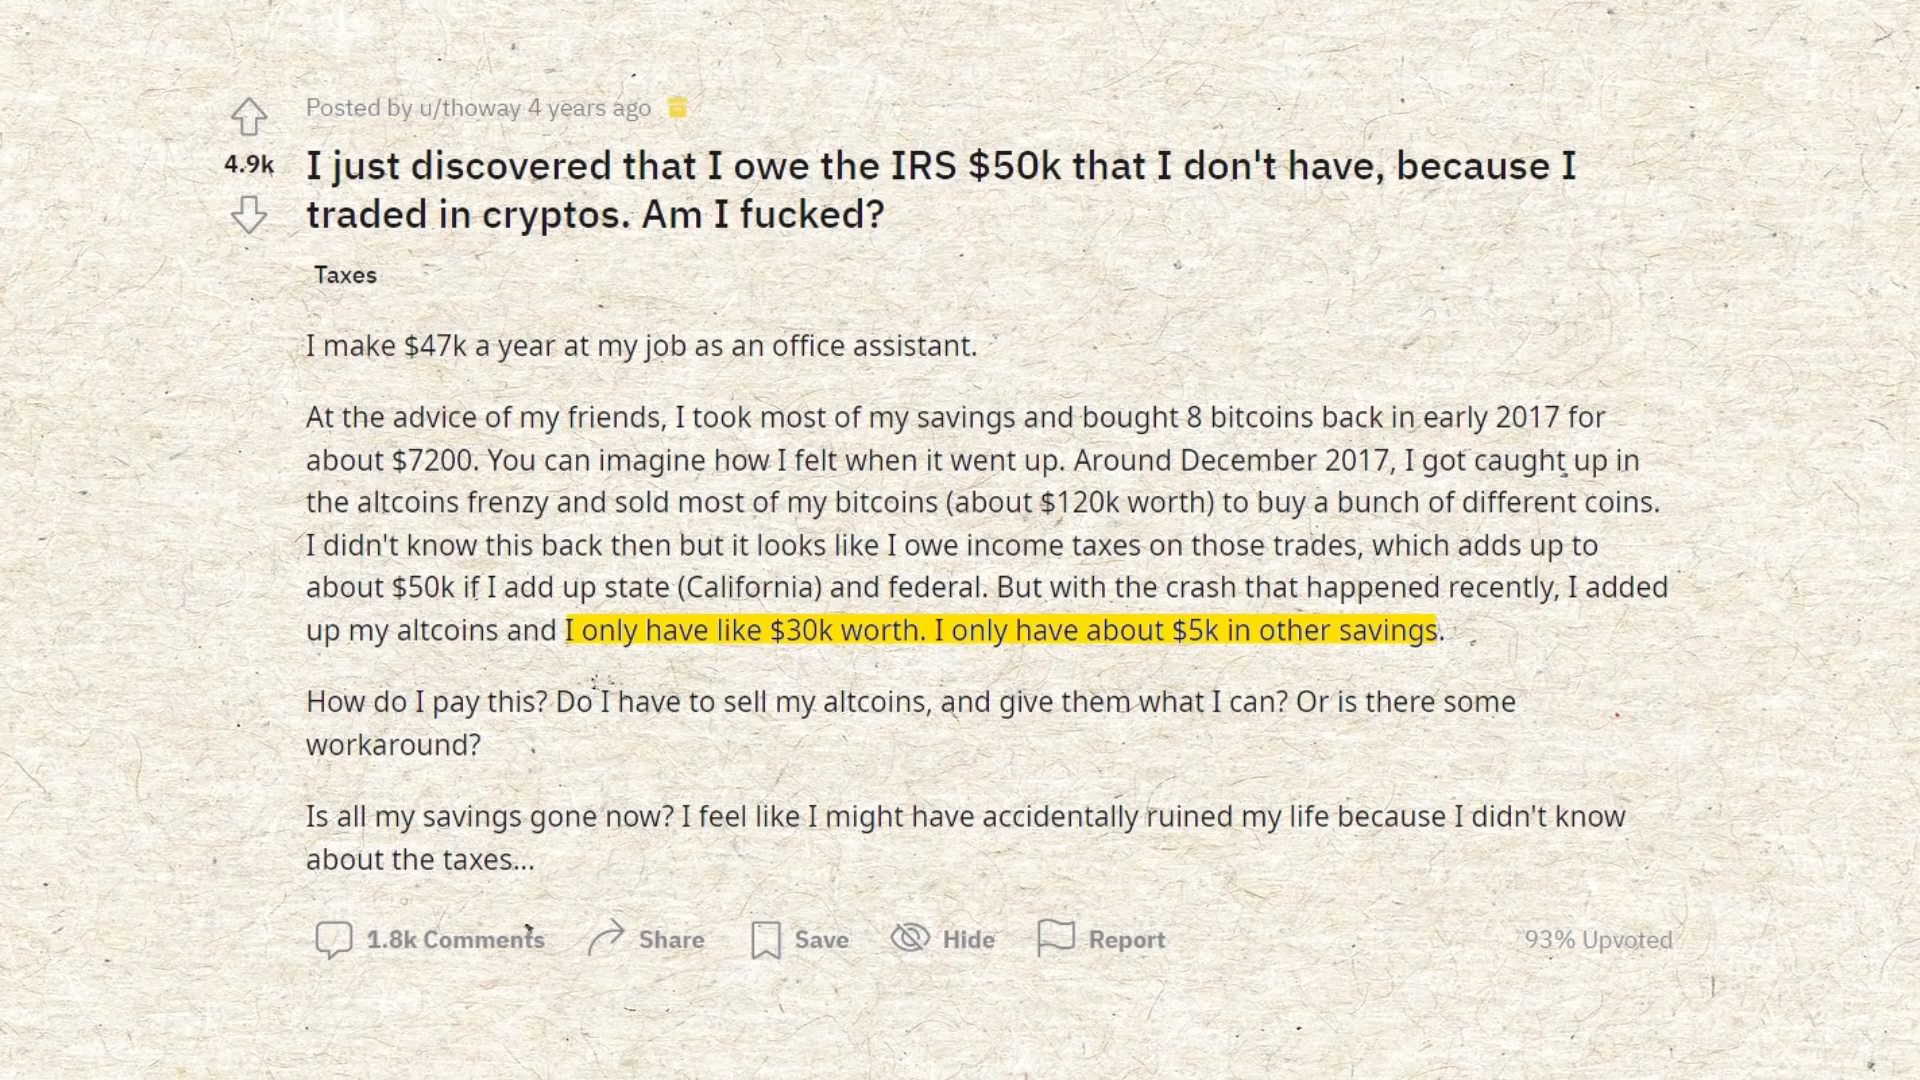 Posted by u/thoway 4 years ago
4.9k
I just discovered that I owe the IRS $50k that I don't have, because I
traded in cryptos. Am I fucked?
Taxes
I make $47k a year at my job as an office assistant.
At the advice of my friends, I took most of my savings and bought 8 bitcoins back in early 2017 for
about $7200. You can imagine how I felt when it went up. Around December 2017, I got caught up in
the altcoins frenzy and sold most of my bitcoins (about $120k worth) to buy a bunch of different coins.
I didn't know this back then but it looks like I owe income taxes on those trades, which adds up to
about $50k if I add up state (California) and federal. But with the crash that happened recently, I added
up my altcoins and I only have like $30k worth. I only have about $5k in other savings.
How do I pay this? Do I have to sell my altcoins, and give them what I can? Or is there some
workaround?
Is all my savings gone now? I feel like I might have accidentally ruined my life because I didn't know
about the taxes...
1.8k Comments Share Save Hide Report 93% Upvoted